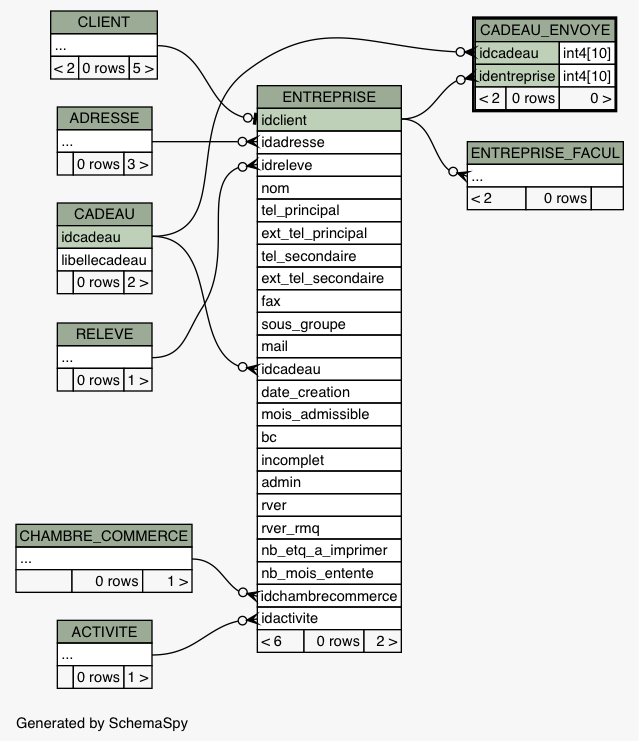 CLIENT
...
< 2 0 rows 5 >
ADRESSE
...
0 rows 3 >
CADEAU
idcadeau
libellecadeau
0 rows 2 >
RELEVE
...
0 rows 1 >
CHAMBRE_COMMERCE
...
0 rows 1 >
ACTIVITE
...
0 rows 1 >
ENTREPRISE
idclient
idadresse
idreleve
nom
tel_principal
ext_tel_principal
tel_secondaire
ext_tel_secondaire
fax
sous_groupe
mail
idcadeau
date_creation
mois_admissible
bc
incomplet
admin
rver
rver_rmq
nb_etq_a_imprimer
nb_mois_entente
idchambrecommerce
idactivite
< 6 0 rows 2 >
CADEAU_ENVOYE
idcadeau int4[10]
identreprise int4[10]
< 2 0 rows 0 >
ENTREPRISE_FACUL
...
< 2 0 rows
Generated by SchemaSpy